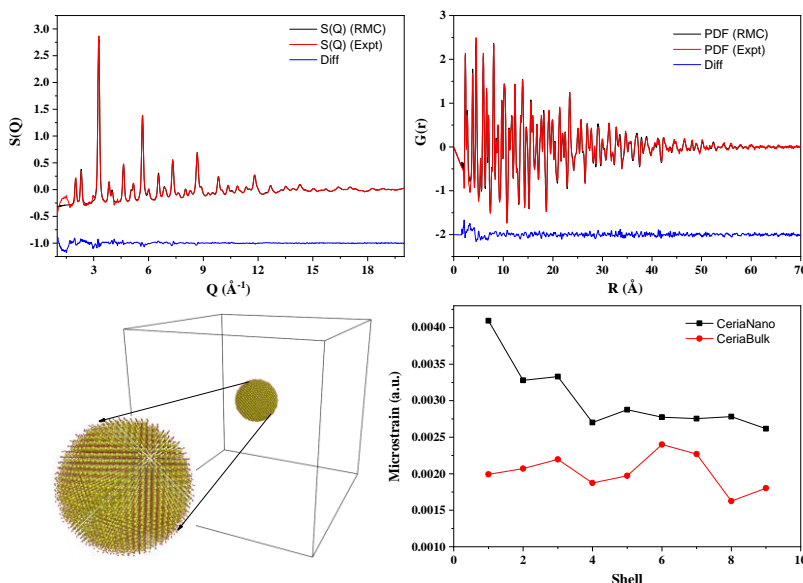 S(Q) (RMC)
S(Q) (Expt)
Diff
3.0
2.5
2.0
1.5
1.0
0.5
0.0
-0.5
-1.0
S(Q)
3 6 9 12 15 18
Q (Å-1)
PDF (RMC)
PDF (Expt)
Diff
3
2
1
0
-1
-2
-3
G(r)
0 10 20 30 40 50 60 70
R (Å)
CeriaNano
CeriaBulk
0.0040
0.0035
0.0030
0.0025
0.0020
0.0015
0.0010
Microstrain (a.u.)
0 2 4 6 8 10
Shell